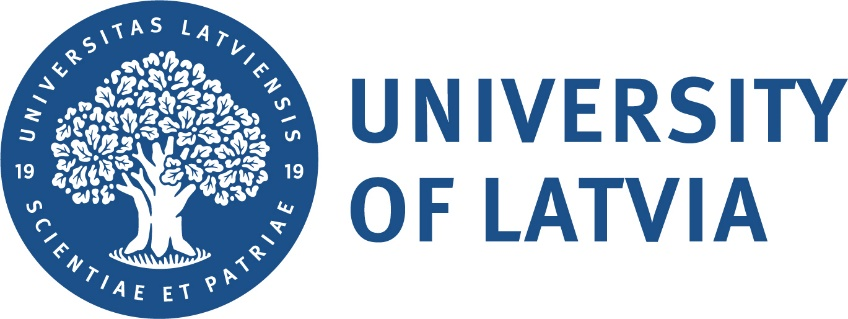 UNIVERSITAS LATVIENSIS
19 19
SCIENTIAE ET PATRIAE
UNIVERSITY
OF LATVIA